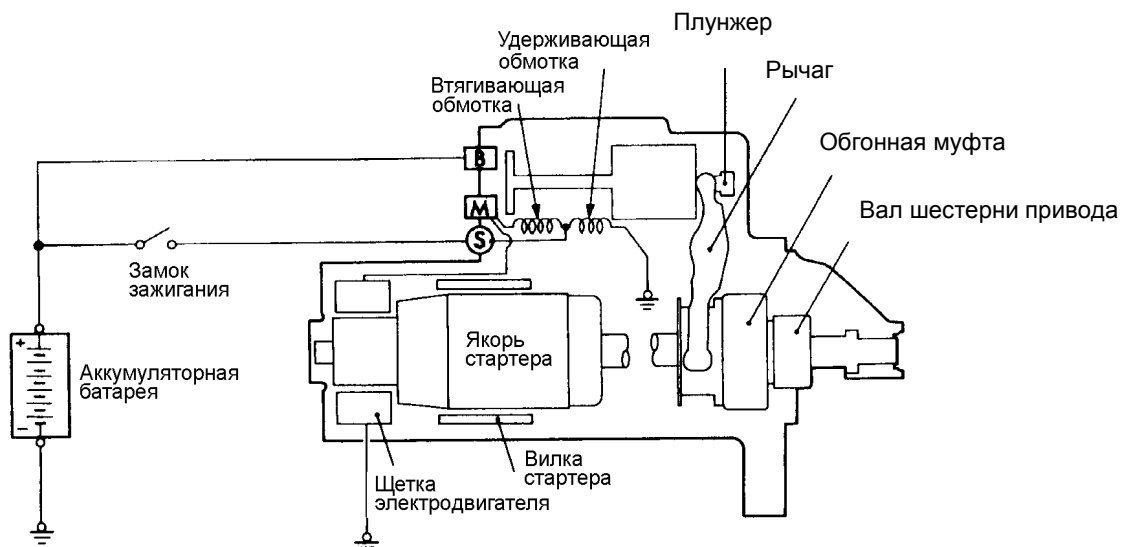 Плунжер
Удерживающая
обмотка
Рычаг
Втягивающая
обмотка
Обгонная муфта
B
Вал шестерни привода
M
S
Замок
зажигания
Якорь
стартера
+
Аккумуляторная
батарея
−
Вилка
стартера
Щетка
электродвигателя